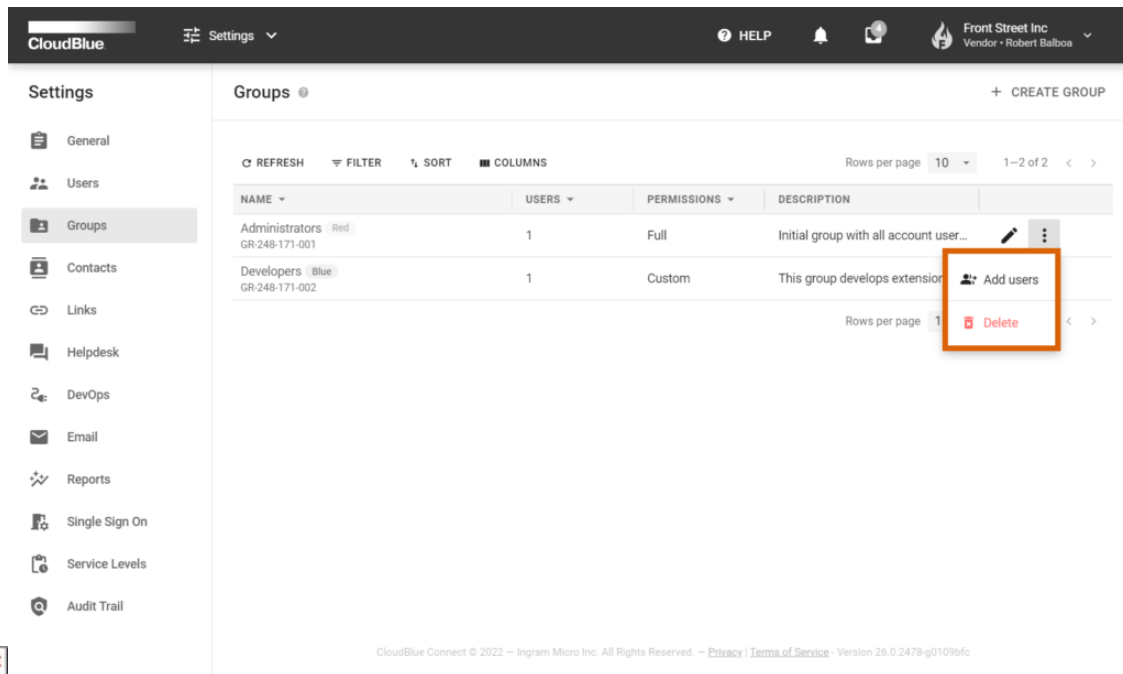 CloudBlue
Settings
HELP
4
Front Street Inc
Vendor • Robert Balboa
Settings
General
Users
Groups
Contacts
Links
Helpdesk
DevOps
Email
Reports
Single Sign On
Service Levels
Audit Trail
Groups
+ CREATE GROUP
REFRESH FILTER SORT COLUMNS
Rows per page 10 1–2 of 2 < >
NAME USERS PERMISSIONS DESCRIPTION
Administrators Red
GR-248-171-001
1 Full Initial group with all account user...
Developers Blue
GR-248-171-002
1 Custom This group develops extension
Add users
Delete
Rows per page 1 < >
CloudBlue Connect © 2022 — Ingram Micro Inc. All Rights Reserved. — Privacy | Terms of Service - Version 26.0.2478-g0109bfc